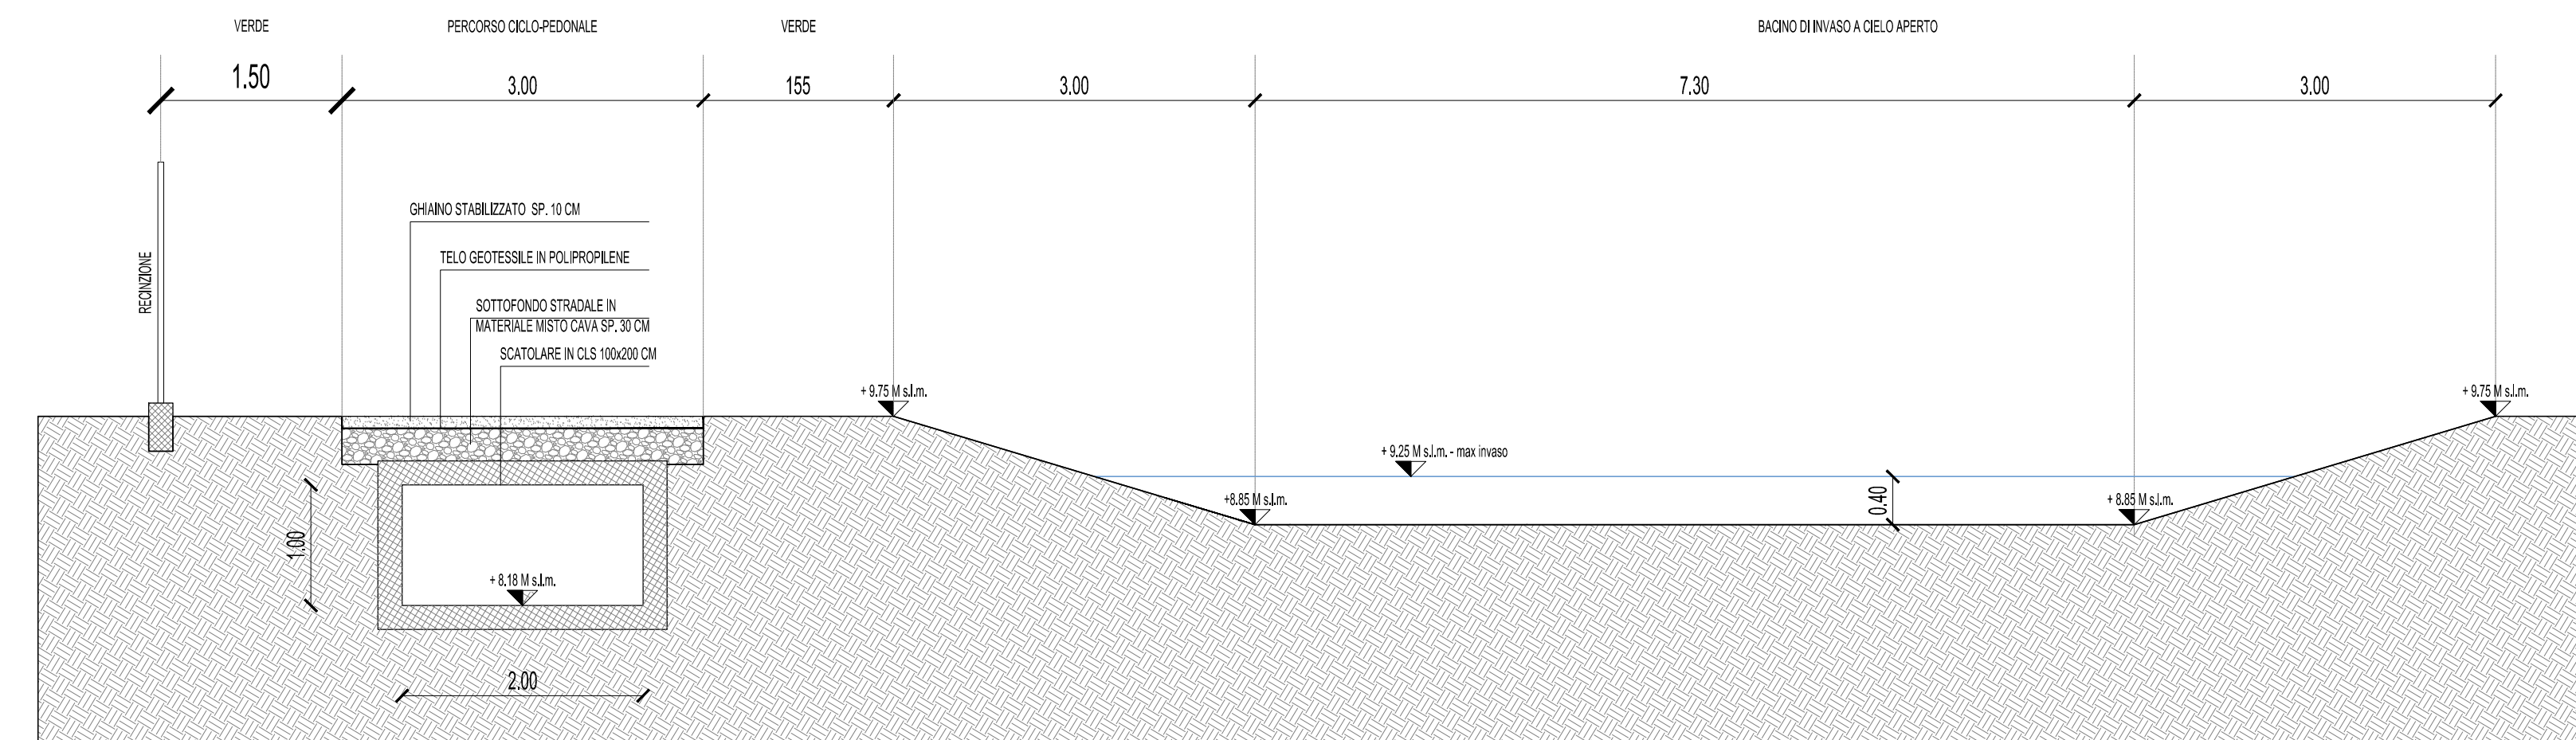 VERDE
PERCORSO CICLO-PEDONALE
VERDE
BACINO DI INVASO A CIELO APERTO
1.50
3.00
155
3.00
7.30
3.00
GHIAINO STABILIZZATO SP. 10 CM
TELO GEOTESSILE IN POLIPROPILENE
RECINZIONE
SOTTOFONDO STRADALE IN
MATERIALE MISTO CAVA SP. 30 CM
SCATOLARE IN CLS 100x200 CM
+ 9.75 M s.l.m.
+ 9.75 M s.l.m.
+ 9.25 M s.l.m. - max invaso
+8.85 M s.l.m.
0.40
+ 8.85 M s.l.m.
1.00
+ 8.18 M s.l.m.
2.00